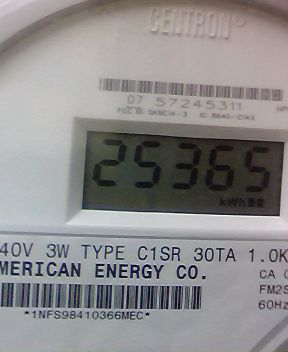 CENTRON®
07 57245311
25365
kWh
40V 3W TYPE C1SR 30TA 1.0K
MERICAN ENERGY CO.
CA
FM2S
60Hz
*1NFS98410366MEC*